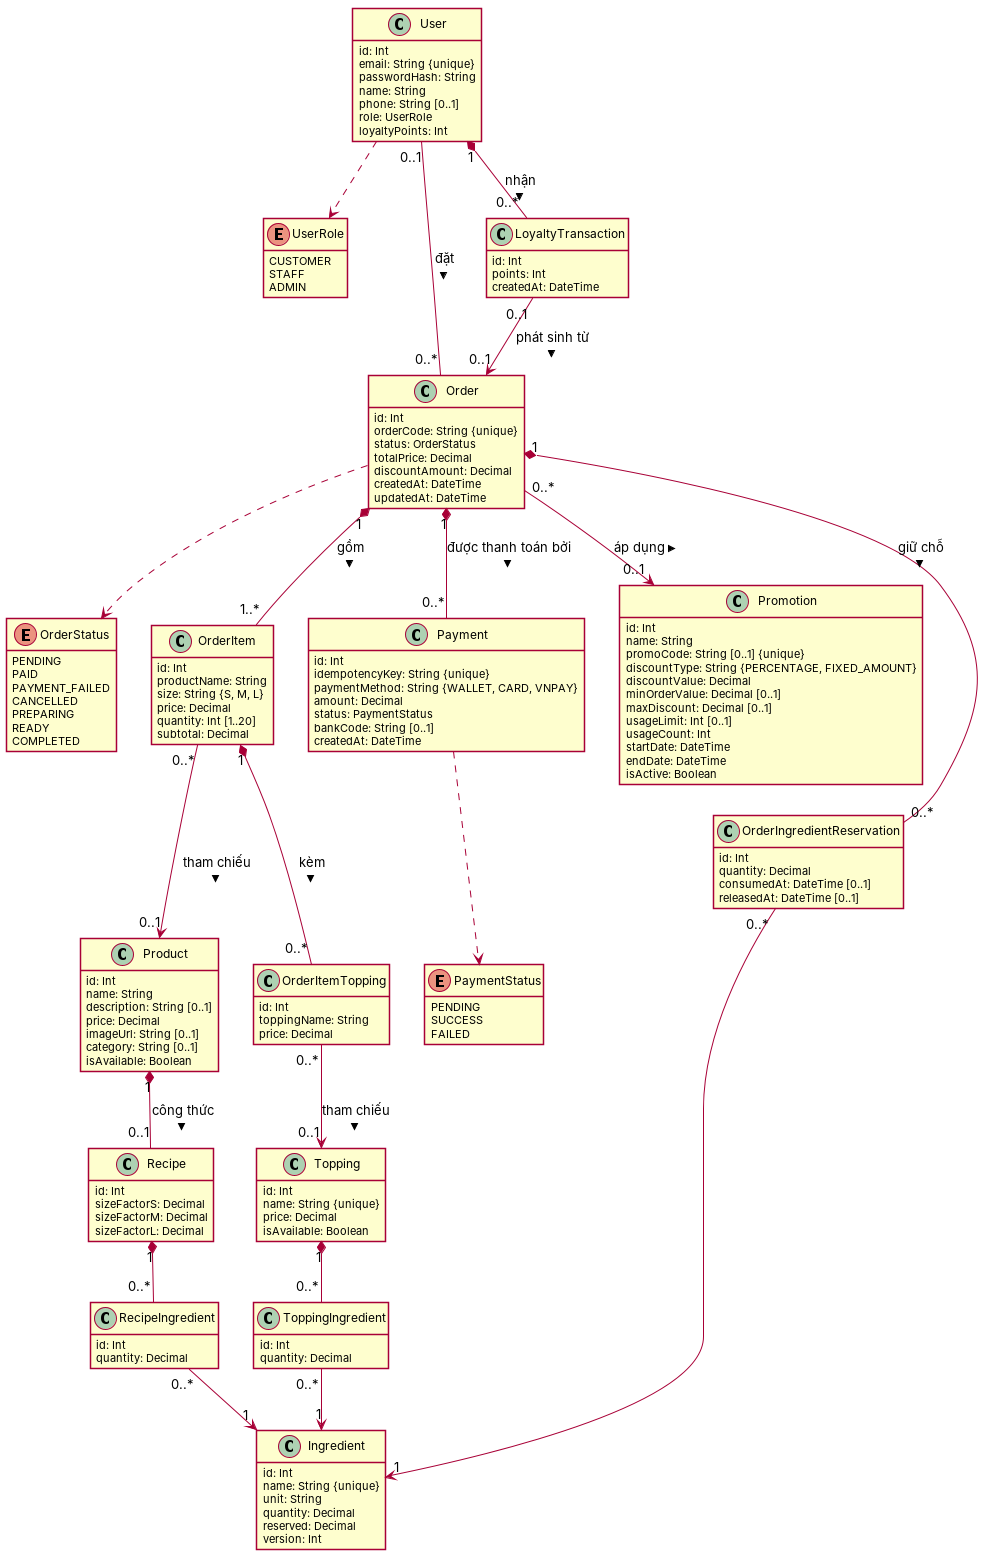 C User
id: Int
email: String {unique}
passwordHash: String
name: String
phone: String [0..1]
role: UserRole
loyaltyPoints: Int
0..1
1
nhận
▼
0..*
E UserRole
CUSTOMER
STAFF
ADMIN
C LoyaltyTransaction
id: Int
points: Int
createdAt: DateTime
đặt
▼
0..1
phát sinh từ
▼
0..*
0..1
C Order
id: Int
orderCode: String {unique}
status: OrderStatus
totalPrice: Decimal
discountAmount: Decimal
createdAt: DateTime
updatedAt: DateTime
1
0..*
1
1
gồm
▼
được thanh toán bởi
▼
áp dụng ►
giữ chỗ
▼
0..1
1..*
0..*
E OrderStatus
PENDING
PAID
PAYMENT_FAILED
CANCELLED
PREPARING
READY
COMPLETED
C OrderItem
id: Int
productName: String
size: String {S, M, L}
price: Decimal
quantity: Int [1..20]
subtotal: Decimal
C Payment
id: Int
idempotencyKey: String {unique}
paymentMethod: String {WALLET, CARD, VNPAY}
amount: Decimal
status: PaymentStatus
bankCode: String [0..1]
createdAt: DateTime
C Promotion
id: Int
name: String
promoCode: String [0..1] {unique}
discountType: String {PERCENTAGE, FIXED_AMOUNT}
discountValue: Decimal
minOrderValue: Decimal [0..1]
maxDiscount: Decimal [0..1]
usageLimit: Int [0..1]
usageCount: Int
startDate: DateTime
endDate: DateTime
isActive: Boolean
0..*
1
0..*
C OrderIngredientReservation
id: Int
quantity: Decimal
consumedAt: DateTime [0..1]
releasedAt: DateTime [0..1]
tham chiếu
▼
kèm
▼
0..1
0..*
0..*
C Product
id: Int
name: String
description: String [0..1]
price: Decimal
imageUrl: String [0..1]
category: String [0..1]
isAvailable: Boolean
C OrderItemTopping
id: Int
toppingName: String
price: Decimal
E PaymentStatus
PENDING
SUCCESS
FAILED
1
0..*
công thức
▼
tham chiếu
▼
0..1
0..1
C Recipe
id: Int
sizeFactorS: Decimal
sizeFactorM: Decimal
sizeFactorL: Decimal
C Topping
id: Int
name: String {unique}
price: Decimal
isAvailable: Boolean
1
1
0..*
0..*
C RecipeIngredient
id: Int
quantity: Decimal
C ToppingIngredient
id: Int
quantity: Decimal
0..*
0..*
1
1
C Ingredient
id: Int
name: String {unique}
unit: String
quantity: Decimal
reserved: Decimal
version: Int
1